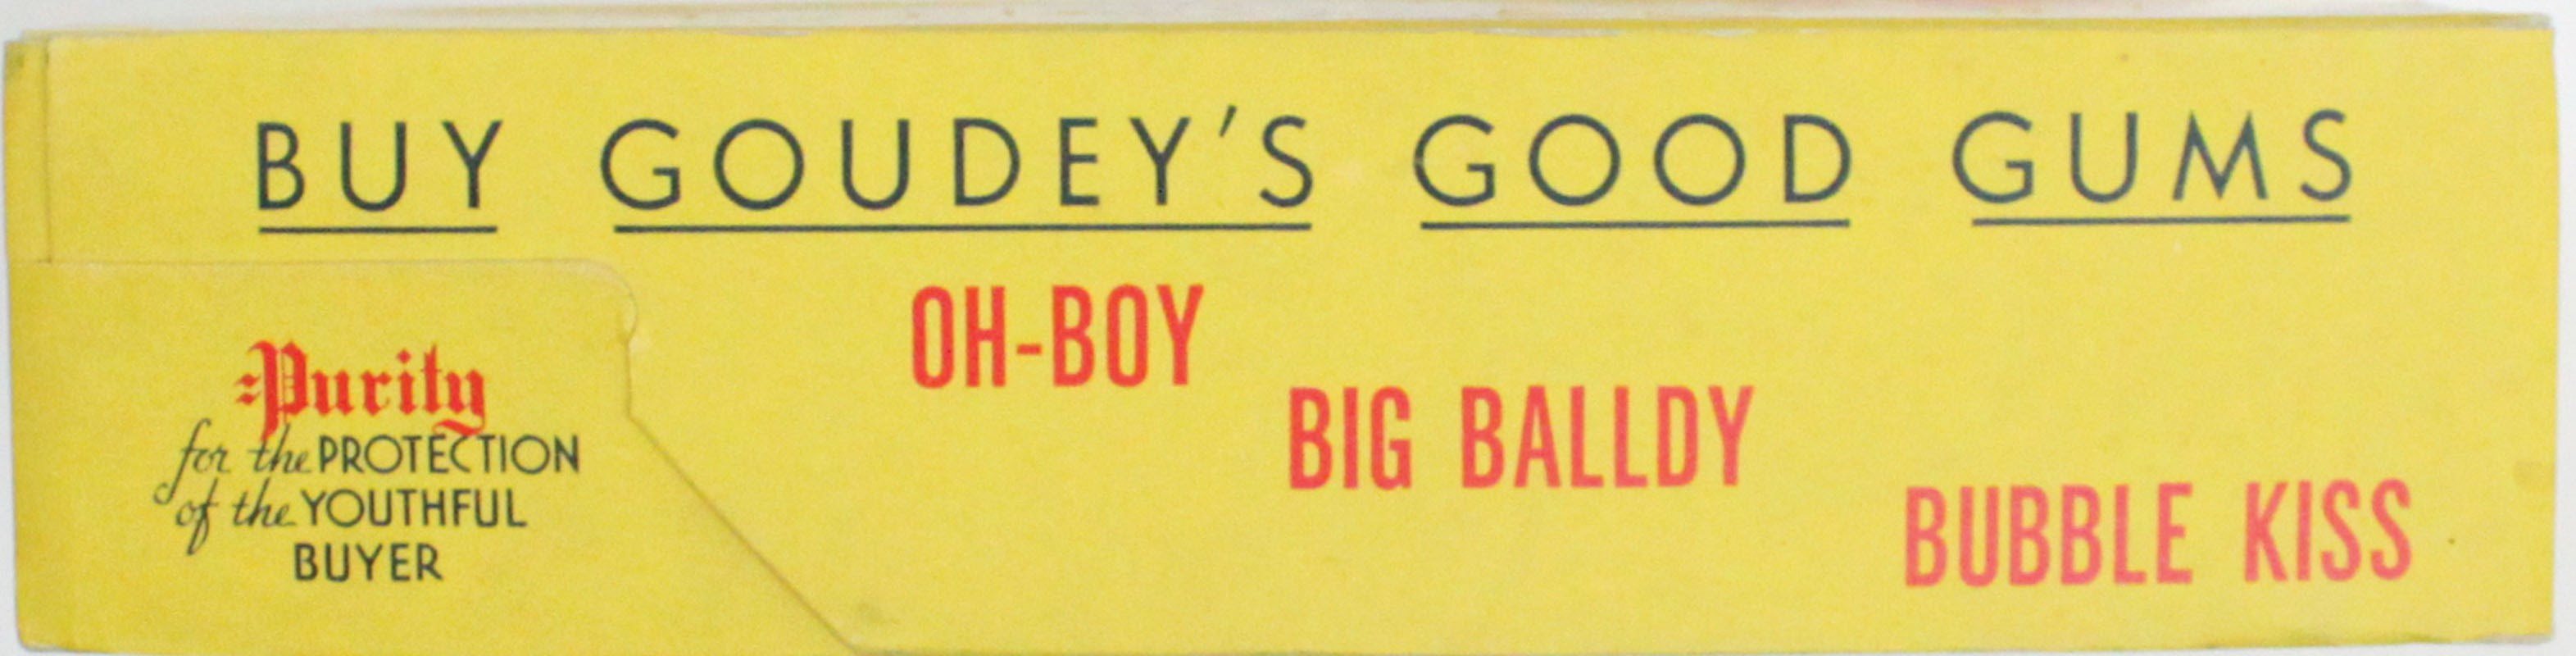 BUY GOUDEY'S GOOD GUMS
OH-BOY
BIG BALLDY
BUBBLE KISS
Purity
for the PROTECTION
of the YOUTHFUL
BUYER